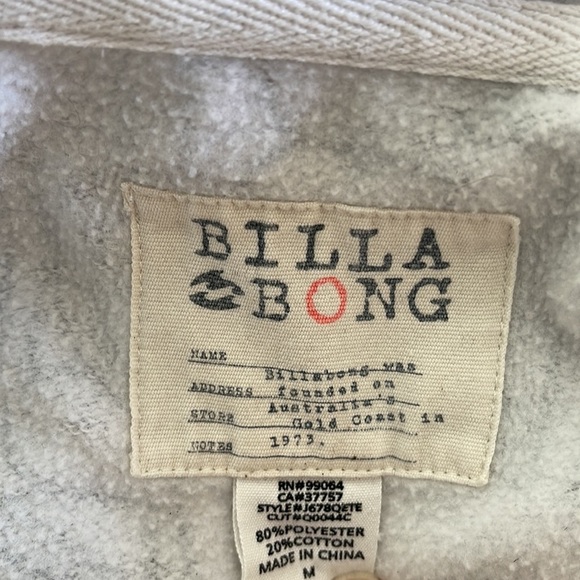 BILLA
BONG
NAME Billabong was
ADDRESS founded on
STORE Australia's
NOTES Gold Coast in
1973.
RN#99064
CA#37757
STYLE#J678QETE
CUT#Q0044C
80%POLYESTER
20%COTTON
MADE IN CHINA
M